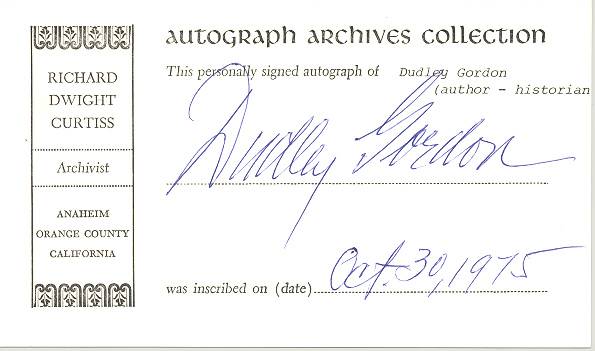 RICHARD
DWIGHT
CURTISS
Archivist
ANAHEIM
ORANGE COUNTY
CALIFORNIA
AUTOGRAPH ARCHIVES COLLECTION
This personally signed autograph of Dudley Gordon
(author - historian
Dudley Gordon
was inscribed on (date) Oct. 30, 1975